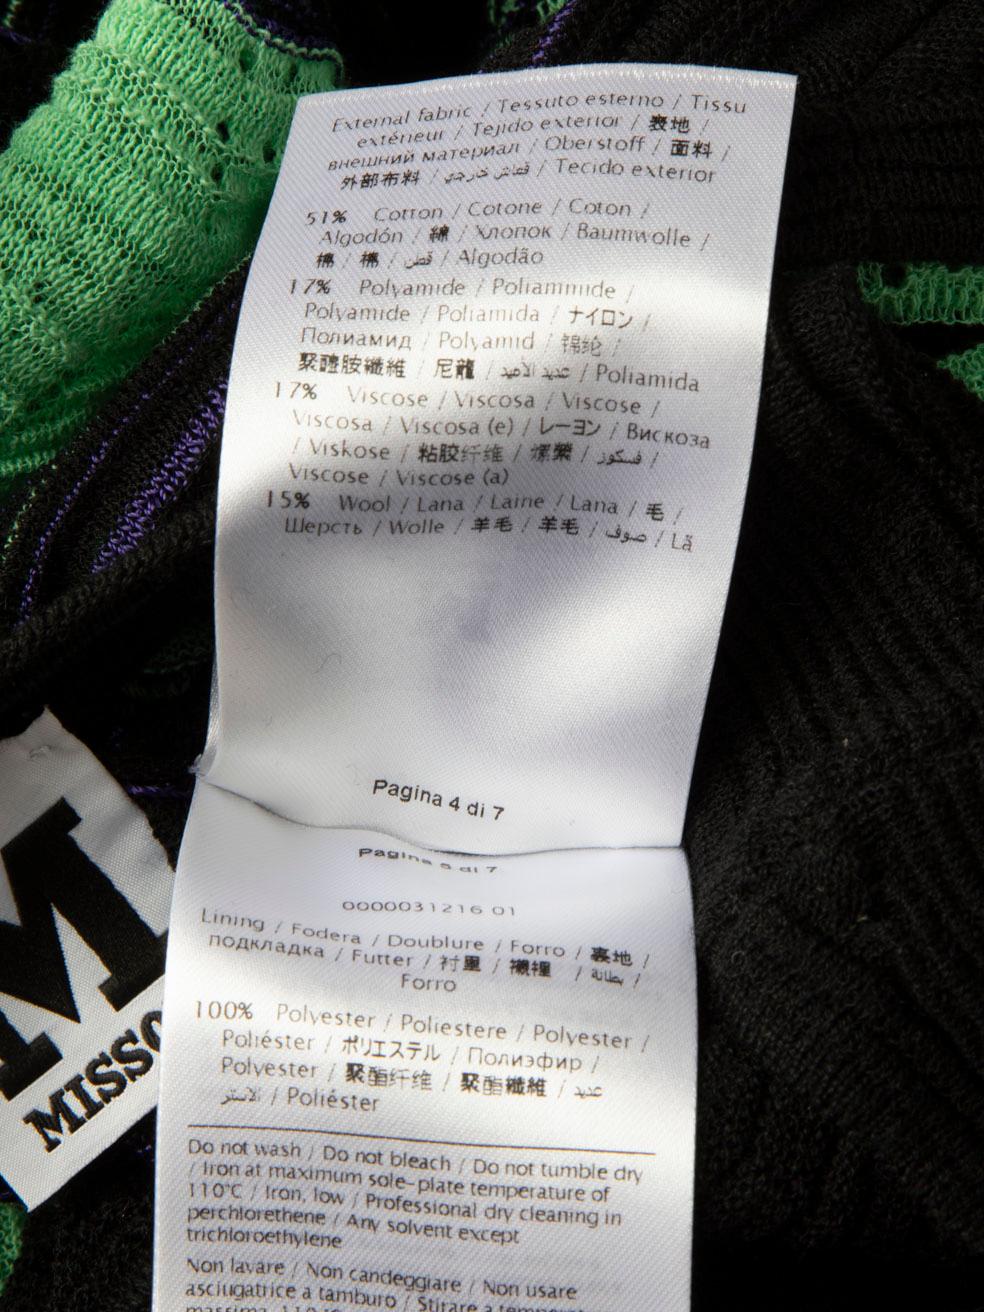 External fabric / Tessuto esterno / Tissu
extérieur / Tejido exterior / 表地 /
внешний материал / Oberstoff / 面料 /
外部布料 / قماش خارجي / Tecido exterior
51% Cotton / Cotone / Coton /
Algodón / 綿 / Хлопок / Baumwolle /
棉 / 棉 / قطن / Algodão
17% Polyamide / Poliammide /
Polyamide / Poliamida / ナイロン /
Полиамид / Polyamid / 锦纶 /
聚醯胺纖維 / 尼龍 / عديد الأميد / Poliamida
17% Viscose / Viscosa / Viscose /
Viscosa / Viscosa (e) / レーヨン / Вискоза
/ Viskose / 粘胶纤维 / 嫘縈 / فسكوز /
Viscose / Viscose (a)
15% Wool / Lana / Laine / Lana / 毛 /
Шерсть / Wolle / 羊毛 / 羊毛 / صوف / Lã
Pagina 4 di 7
Pagina 5 di 7
0000031216 01
Lining / Fodera / Doublure / Forro / 裏地 /
подкладка / Futter / 衬里 / 襯裡 / بطانة /
Forro
100% Polyester / Poliestere / Polyester /
Poliéster / ポリエステル / Полиэфир /
Polyester / 聚酯纤维 / 聚酯纖維 / عديد
الاستر / Poliéster
Do not wash / Do not bleach / Do not tumble dry
/ Iron at maximum sole-plate temperature of
110°C / Iron, low / Professional dry cleaning in
perchlorethene / Any solvent except
trichloroethylene
Non lavare / Non candeggiare / Non usare
asciugatrice a tamburo / Stirare a temperat
massima
M
MISSO